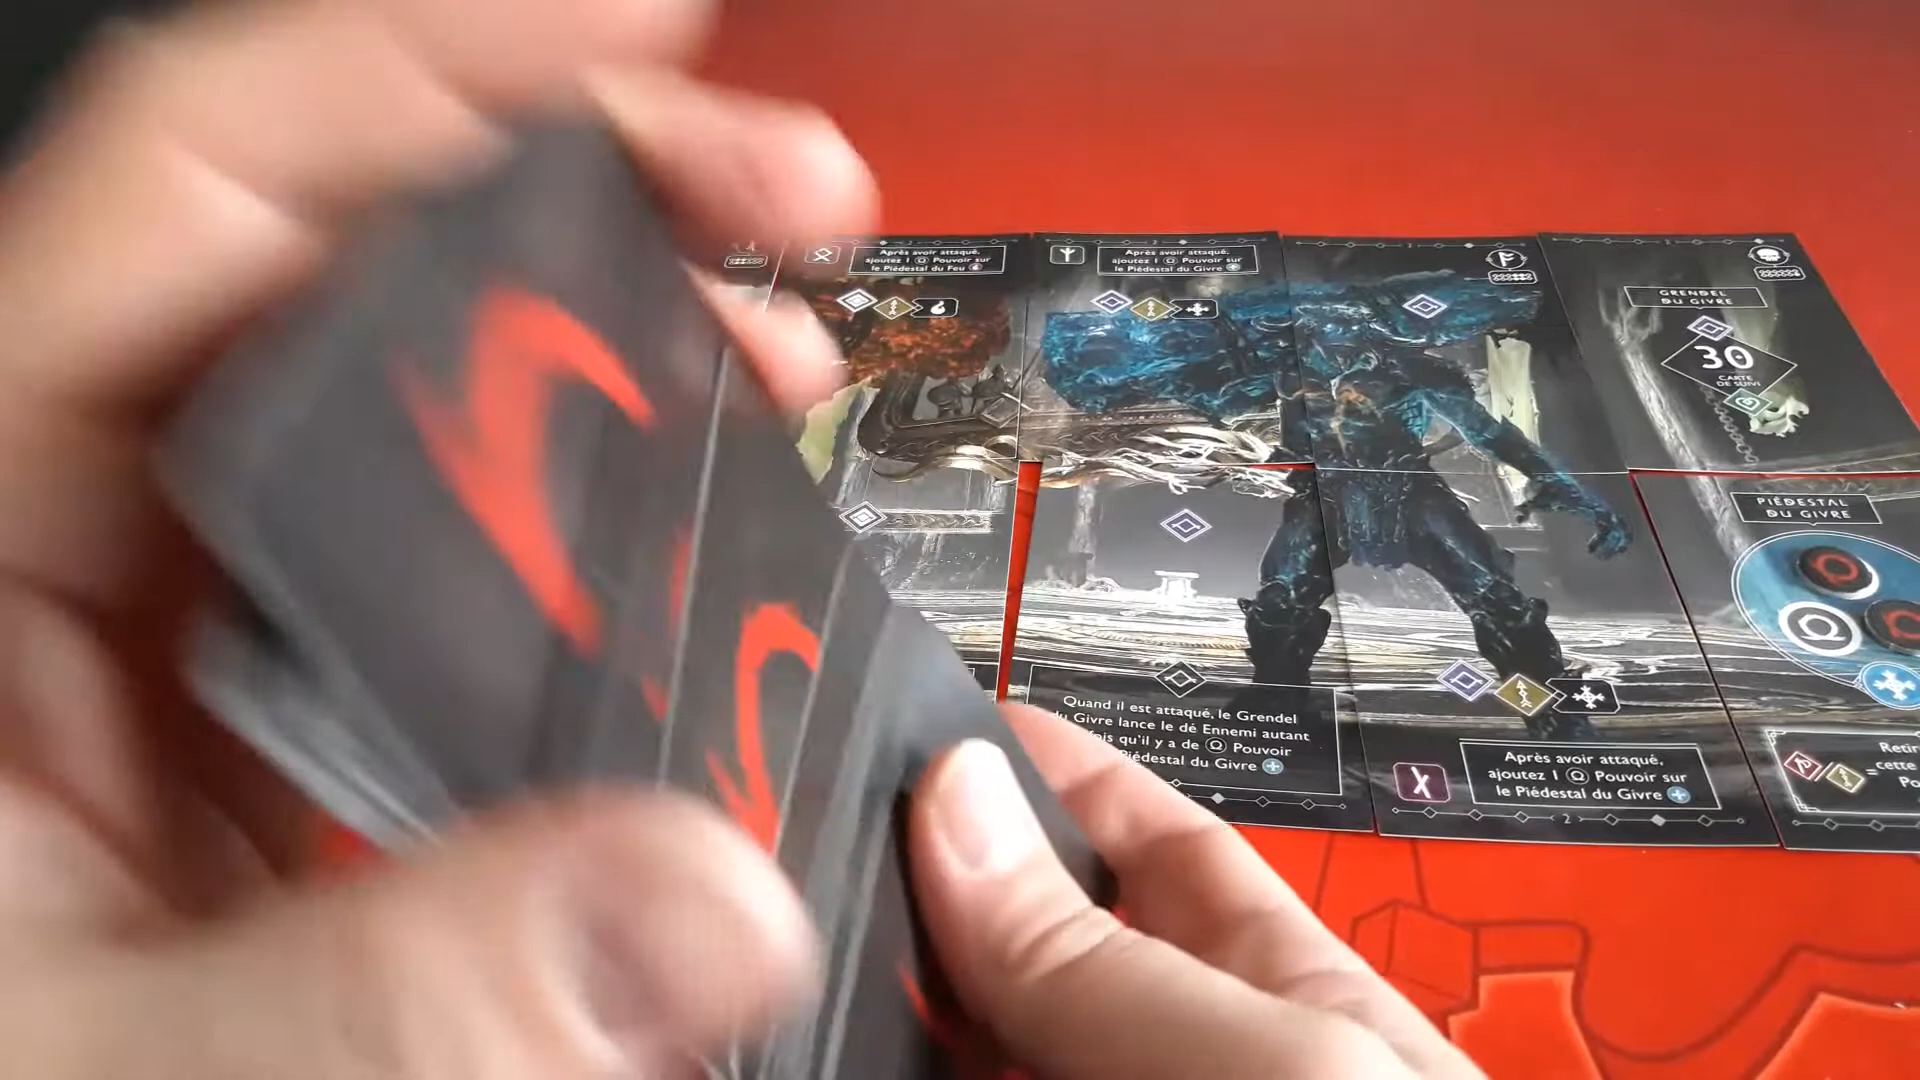 Après avoir attaqué,
ajoutez 1 Ω Pouvoir sur
le Piédestal du Feu
Après avoir attaqué,
ajoutez 1 Ω Pouvoir sur
le Piédestal du Givre
GRENDEL
DU GIVRE
30
CARTE
DE SUIVI
PIÉDESTAL
DU GIVRE
Quand il est attaqué, le Grendel
Givre lance le dé Ennemi autant
qu'il y a de Ω Pouvoir
Piédestal du Givre
Après avoir attaqué,
ajoutez 1 Ω Pouvoir sur
le Piédestal du Givre
2
=
cette